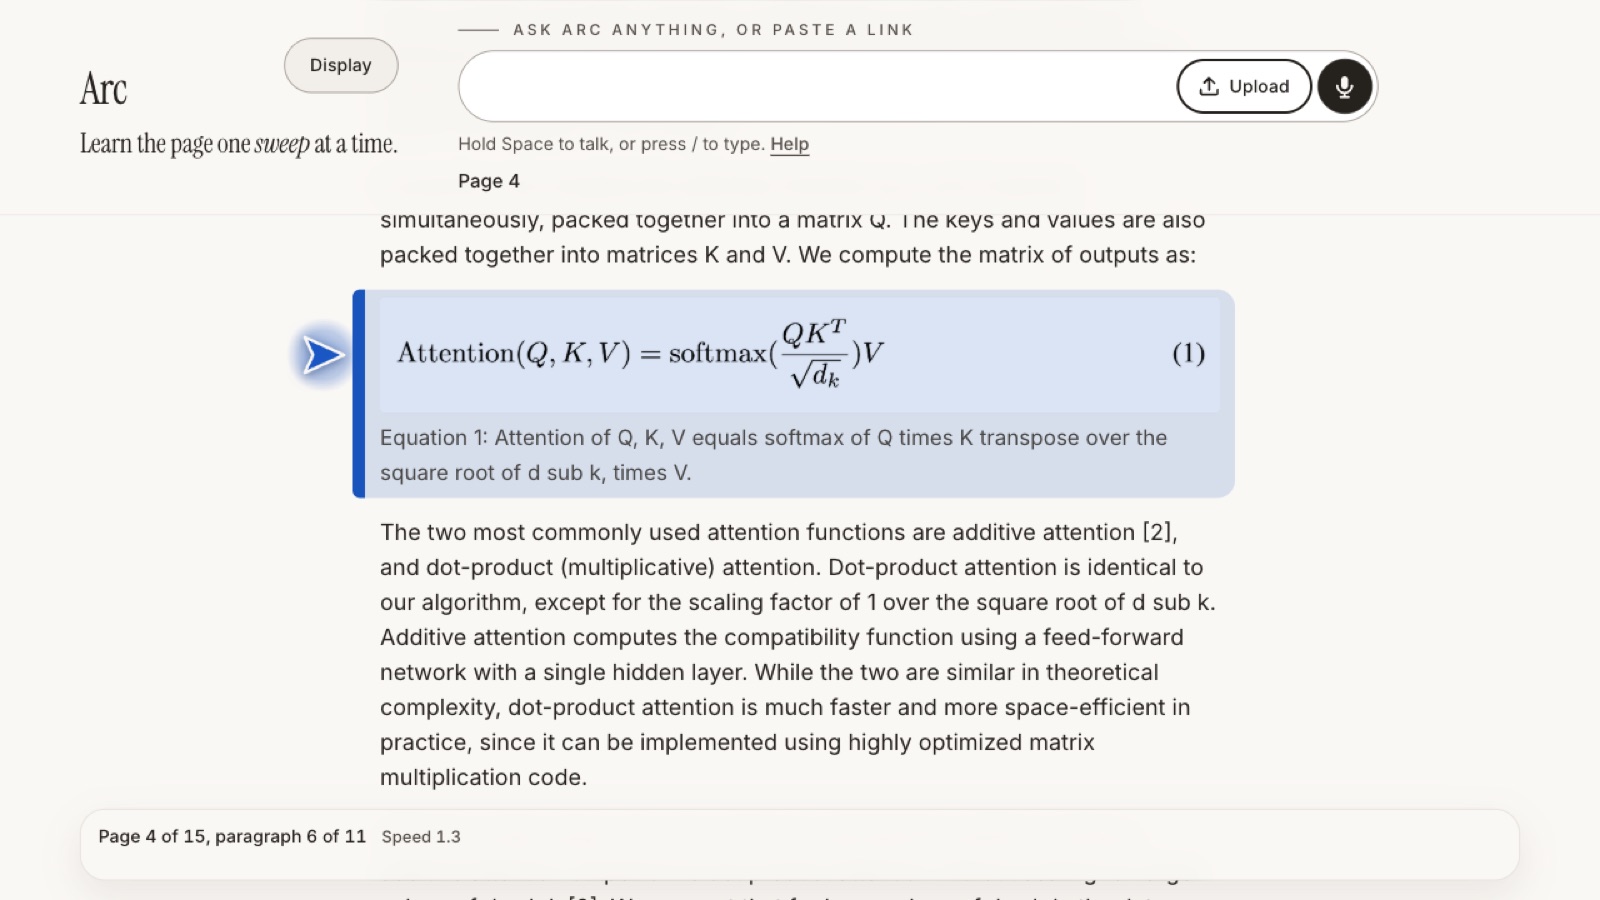 Arc
Learn the page one sweep at a time.
Display
ASK ARC ANYTHING, OR PASTE A LINK
Upload
Hold Space to talk, or press / to type. Help
Page 4
simultaneously, packed together into a matrix Q. The keys and values are also
packed together into matrices K and V. We compute the matrix of outputs as:
Attention(Q, K, V) = softmax(QK^T/√d_k)V (1)
Equation 1: Attention of Q, K, V equals softmax of Q times K transpose over the
square root of d sub k, times V.
The two most commonly used attention functions are additive attention [2],
and dot-product (multiplicative) attention. Dot-product attention is identical to
our algorithm, except for the scaling factor of 1 over the square root of d sub k.
Additive attention computes the compatibility function using a feed-forward
network with a single hidden layer. While the two are similar in theoretical
complexity, dot-product attention is much faster and more space-efficient in
practice, since it can be implemented using highly optimized matrix
multiplication code.
Page 4 of 15, paragraph 6 of 11 Speed 1.3